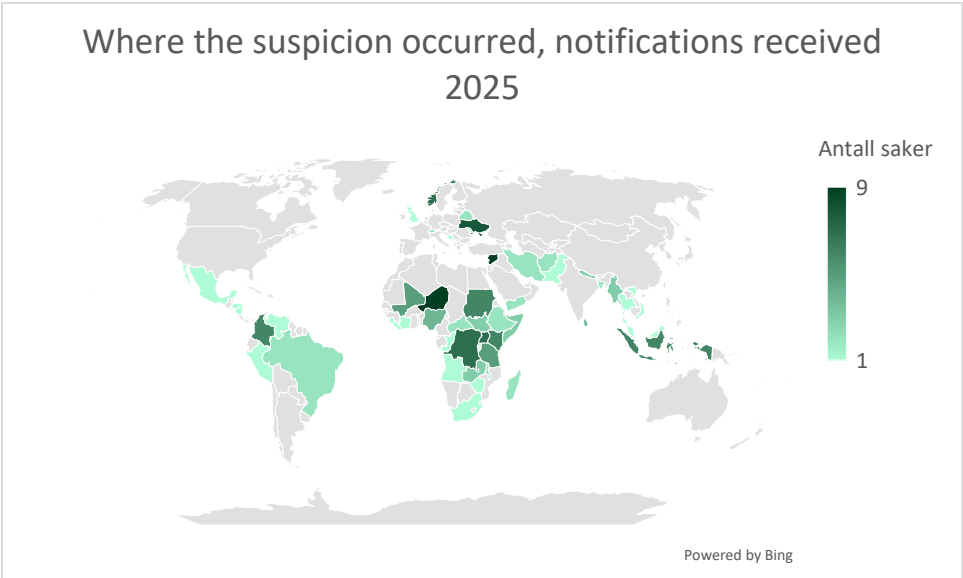 Where the suspicion occurred, notifications received
2025
Antall saker
9
1
Powered by Bing